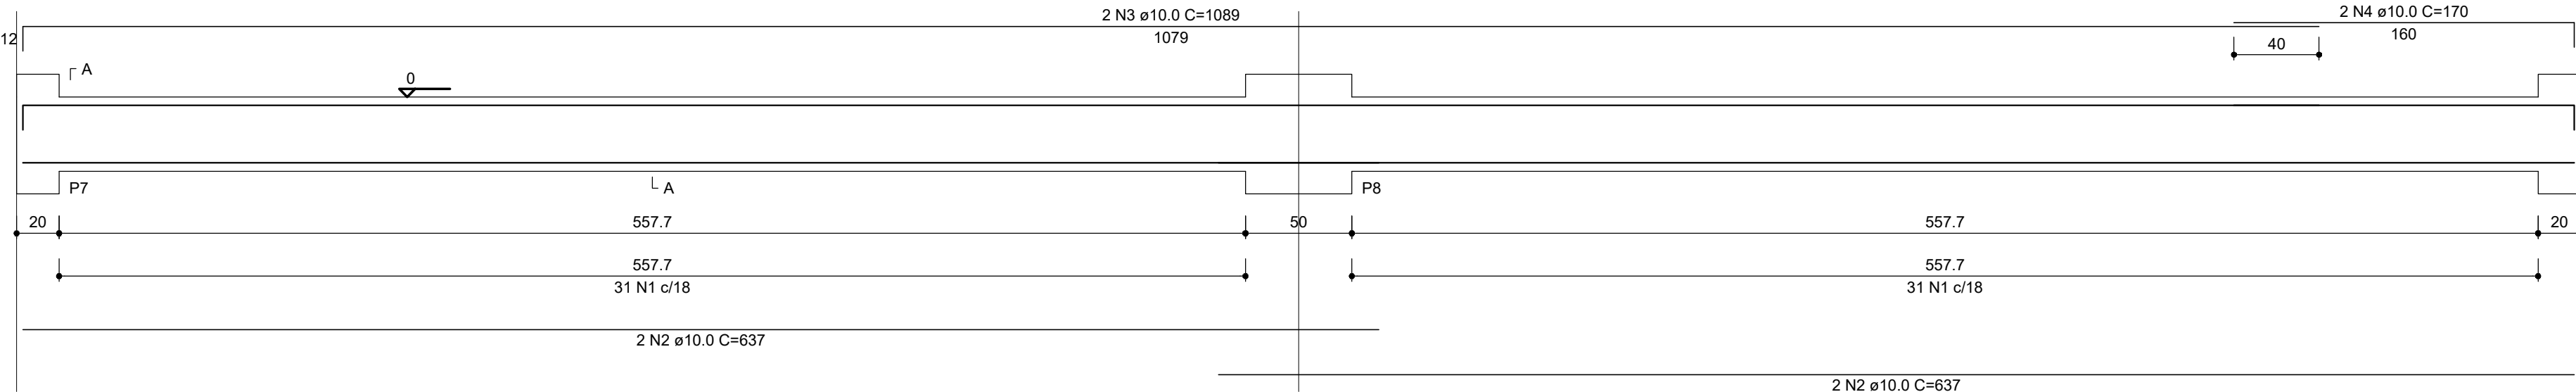 2 N3 ø10.0 C=1089
2 N4 ø10.0 C=170
12
1079
160
40
A
0
P7
A
P8
20
557.7
50
557.7
20
557.7
557.7
31 N1 c/18
31 N1 c/18
2 N2 ø10.0 C=637
2 N2 ø10.0 C=637